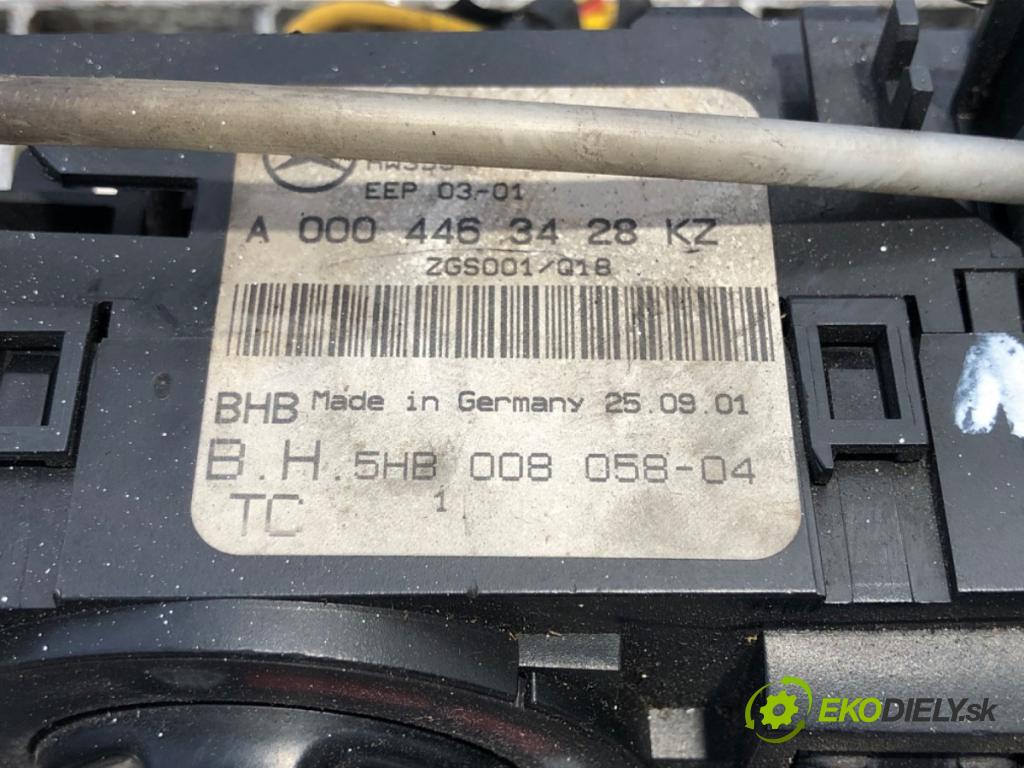 EEP 03-01
A 000 446 34 28 KZ
ZGS001/Q18
BHB Made in Germany 25.09.01
B.H. 5HB 008 058-04
TC 1
EKODIELY.sk